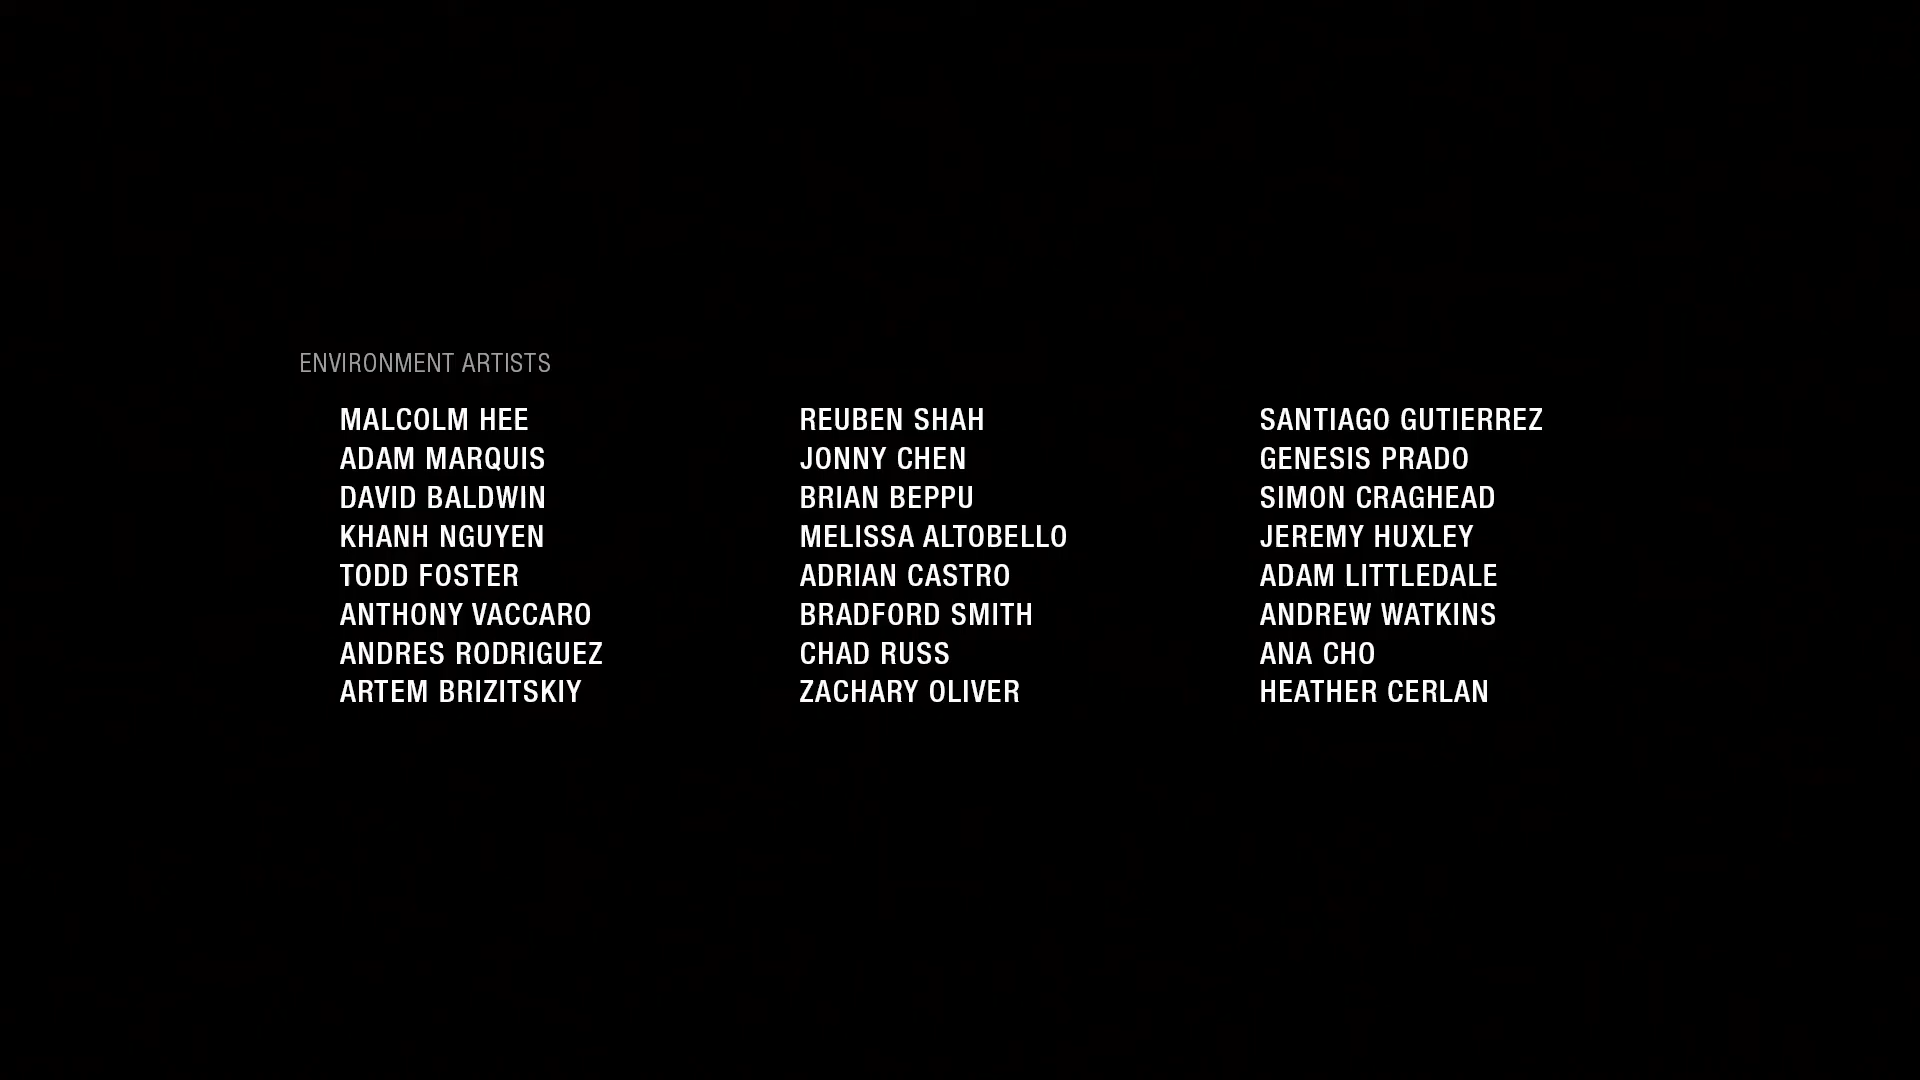 ENVIRONMENT ARTISTS
MALCOLM HEE
ADAM MARQUIS
DAVID BALDWIN
KHANH NGUYEN
TODD FOSTER
ANTHONY VACCARO
ANDRES RODRIGUEZ
ARTEM BRIZITSKIY
REUBEN SHAH
JONNY CHEN
BRIAN BEPPU
MELISSA ALTOBELLO
ADRIAN CASTRO
BRADFORD SMITH
CHAD RUSS
ZACHARY OLIVER
SANTIAGO GUTIERREZ
GENESIS PRADO
SIMON CRAGHEAD
JEREMY HUXLEY
ADAM LITTLEDALE
ANDREW WATKINS
ANA CHO
HEATHER CERLAN